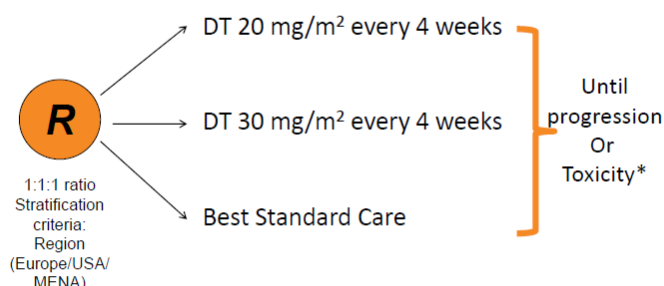 DT 20 mg/m² every 4 weeks
R
DT 30 mg/m² every 4 weeks
Best Standard Care
Until
progression
Or
Toxicity*
1:1:1 ratio
Stratification
criteria:
Region
(Europe/USA/
MENA)